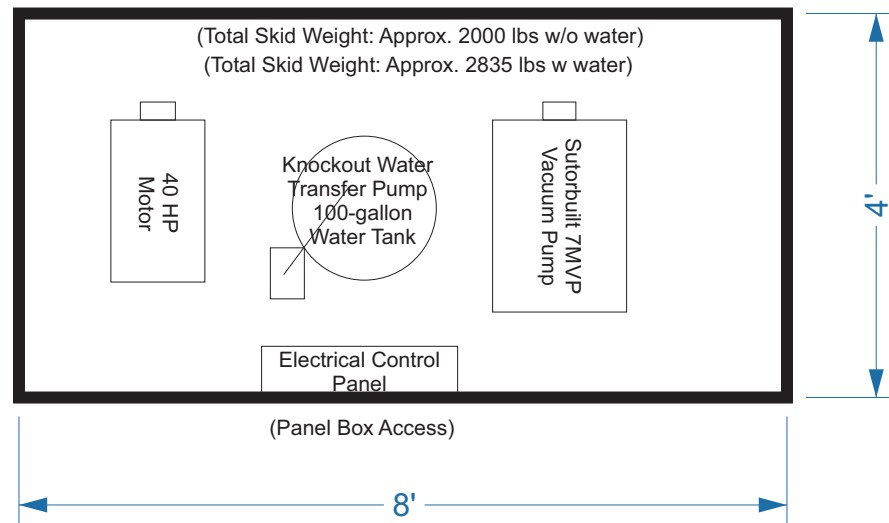 (Total Skid Weight: Approx. 2000 lbs w/o water)
(Total Skid Weight: Approx. 2835 lbs w water)
40 HP
Motor
Knockout Water
Transfer Pump
100-gallon
Water Tank
Sutorbuilt 7MVP
Vacuum Pump
4'
Electrical Control
Panel
(Panel Box Access)
8'